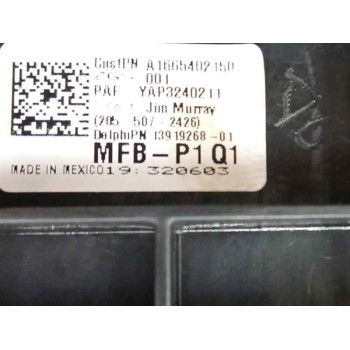 CustPN A1665402150
001
PAF YAP3240211
Jim Murray
(205 507-2426)
DelphiPN 13919268-01
MFB-P1Q1
MADE IN MEXICO 19:320603